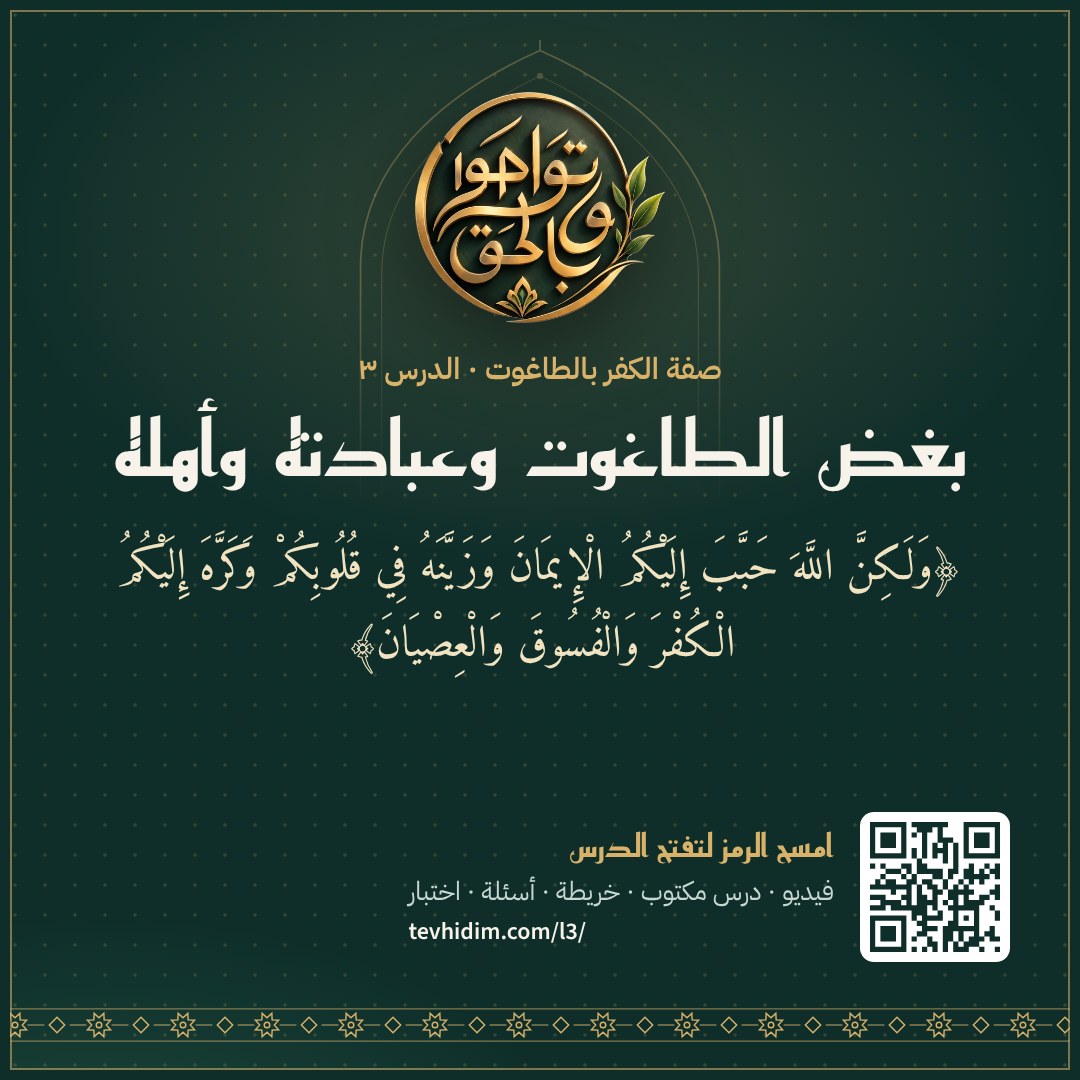 وتواصوا بالحق
صفة الكفر بالطاغوت · الدرس ٣
بغض الطاغوت وعبادته وأهله
﴿وَلَكِنَّ اللَّهَ حَبَّبَ إِلَيْكُمُ الْإِيمَانَ وَزَيَّنَهُ فِي قُلُوبِكُمْ وَكَرَّهَ إِلَيْكُمُ
الْكُفْرَ وَالْفُسُوقَ وَالْعِصْيَانَ﴾
امسح الرمز لتفتح الدرس
فيديو · درس مكتوب · خريطة · أسئلة · اختبار
tevhidim.com/l3/